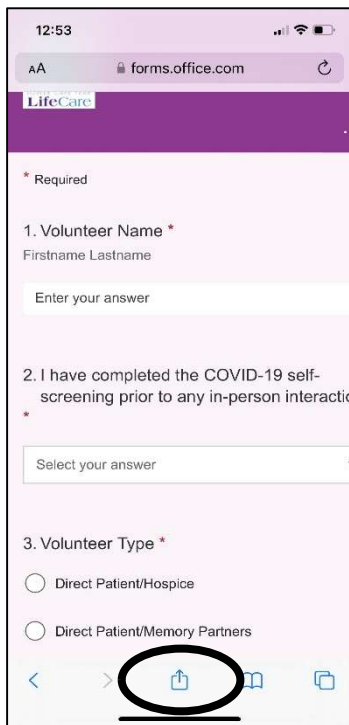 12:53
AA forms.office.com
LifeCare
* Required
1. Volunteer Name *
Firstname Lastname
Enter your answer
2. I have completed the COVID-19 self-
screening prior to any in-person interactio
*
Select your answer
3. Volunteer Type *
Direct Patient/Hospice
Direct Patient/Memory Partners